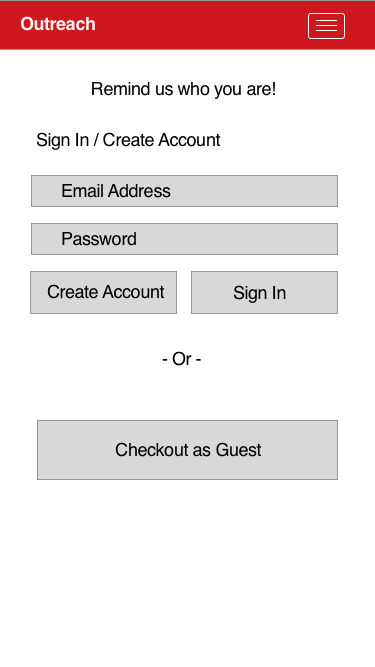 Outreach
Remind us who you are!
Sign In / Create Account
Email Address
Password
Create Account
Sign In
- Or -
Checkout as Guest